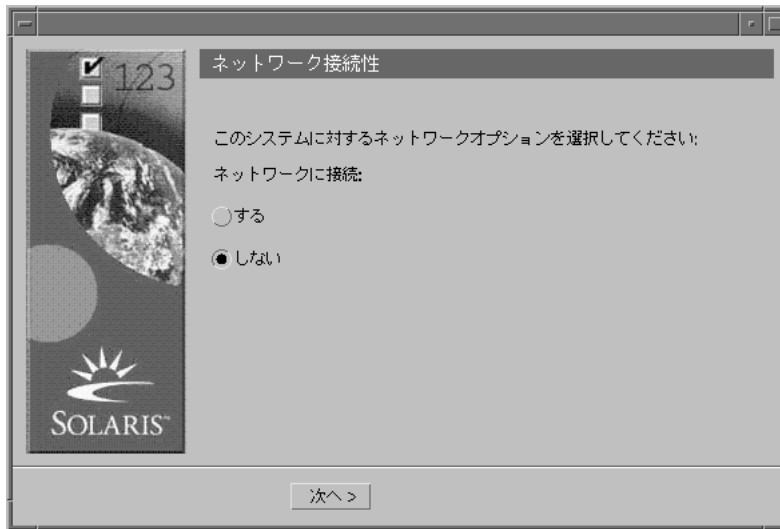 ネットワーク接続性
123
このシステムに対するネットワークオプションを選択してください:
ネットワークに接続:
する
しない
SOLARIS™
次へ >